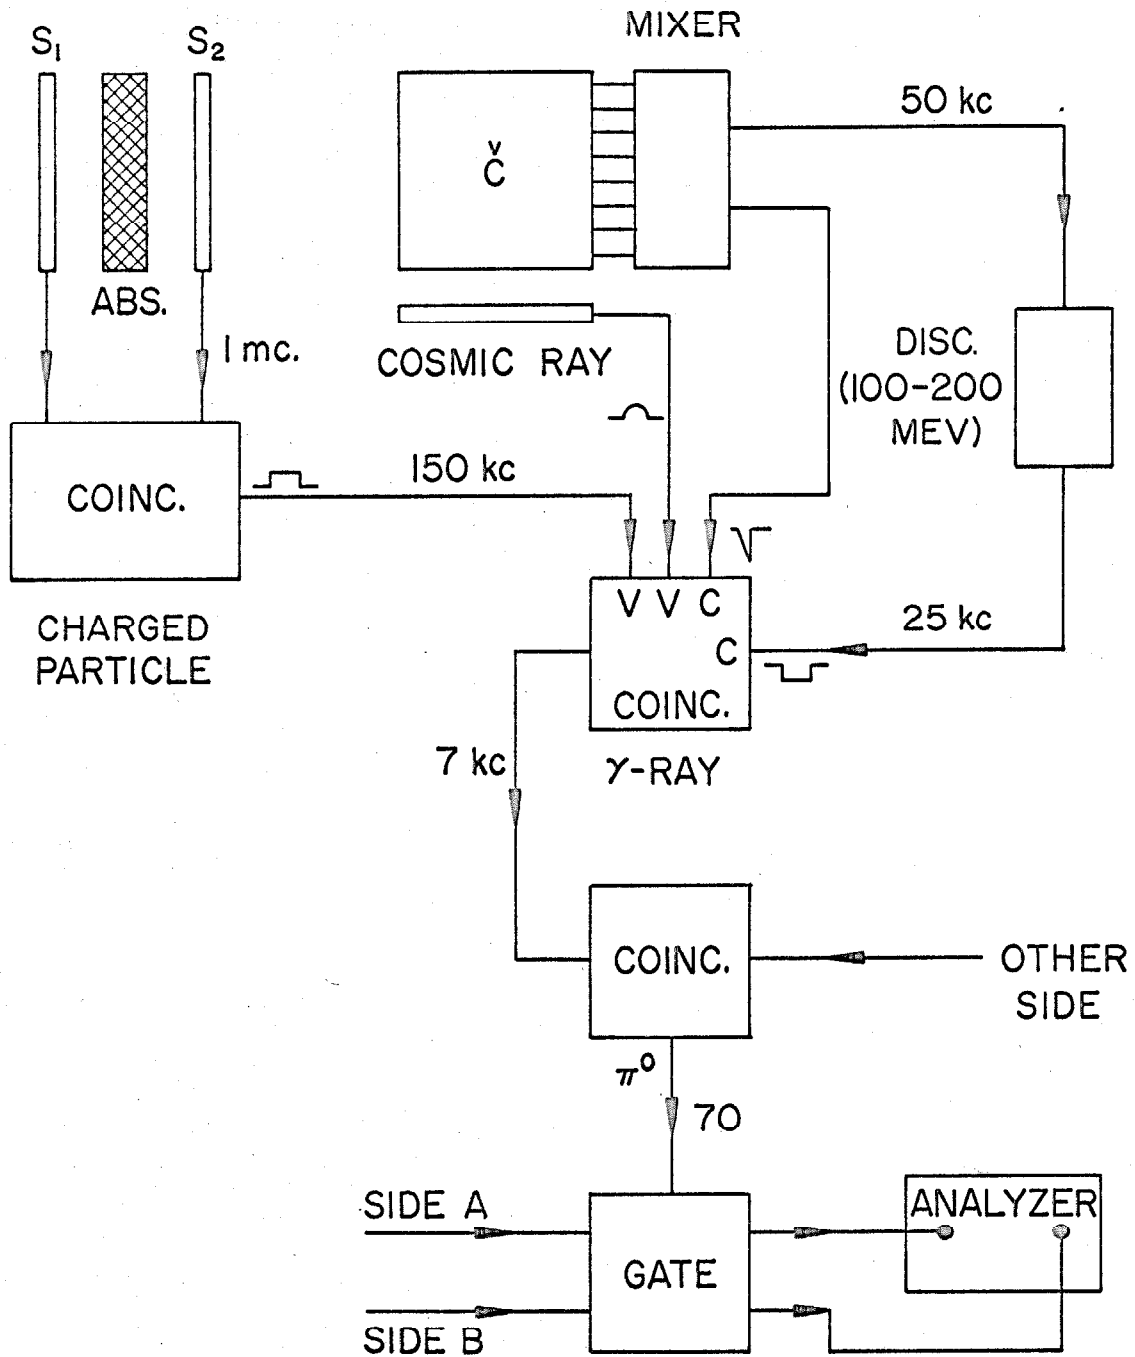 S₁
S₂
ABS.
1 mc.
MIXER
Č
COSMIC RAY
50 kc
DISC.
(100-200
MEV)
COINC.
150 kc
CHARGED
PARTICLE
V V C
C
COINC.
γ-RAY
25 kc
7 kc
COINC.
OTHER
SIDE
π⁰
70
SIDE A
SIDE B
GATE
ANALYZER